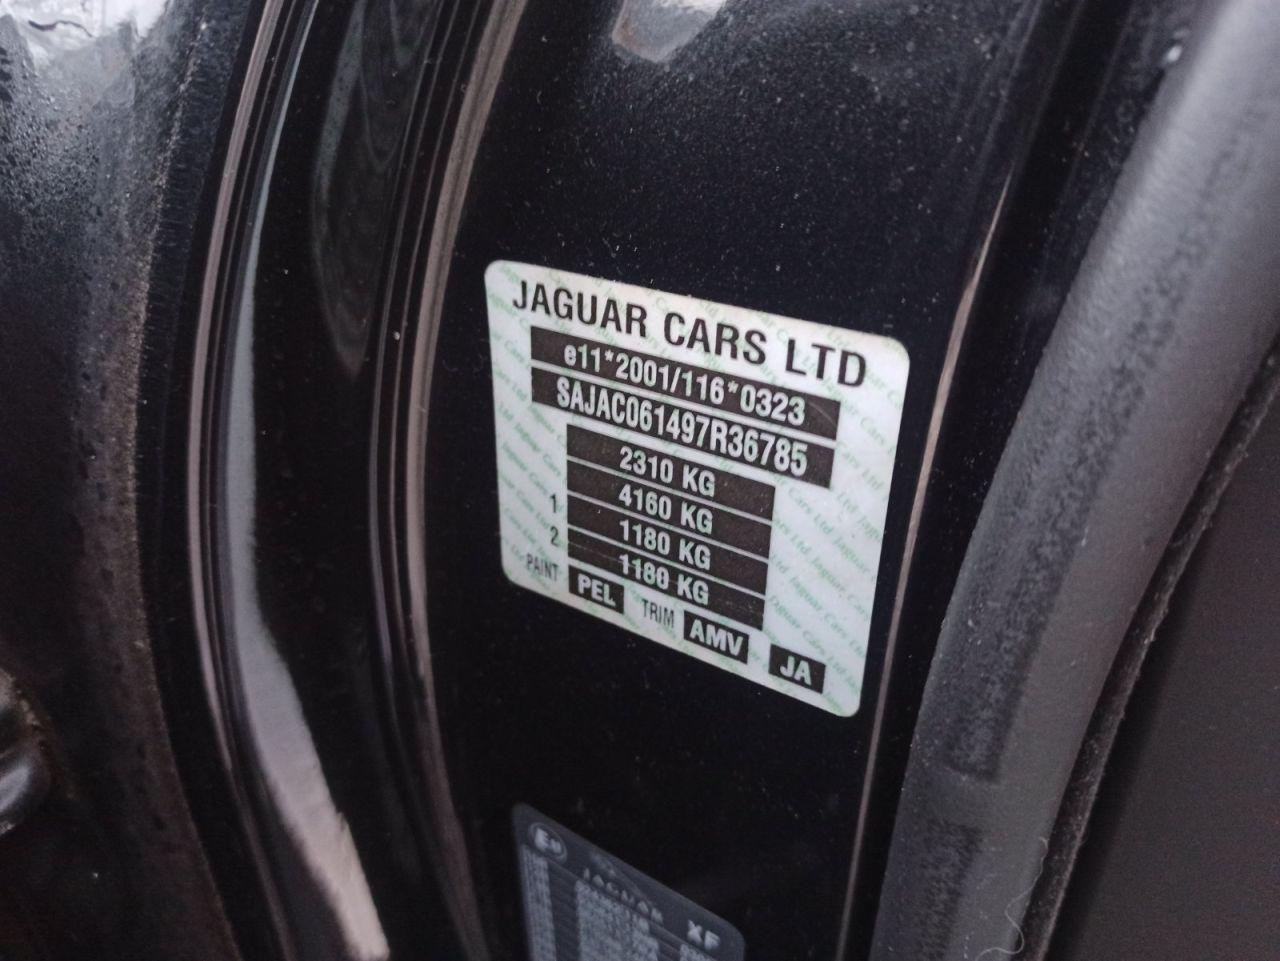 JAGUAR CARS LTD
e11*2001/116*0323
SAJAC061497R36785
2310 KG
4160 KG
1 1180 KG
2 1180 KG
PAINT PEL TRIM AMV JA
JAGUAR XF